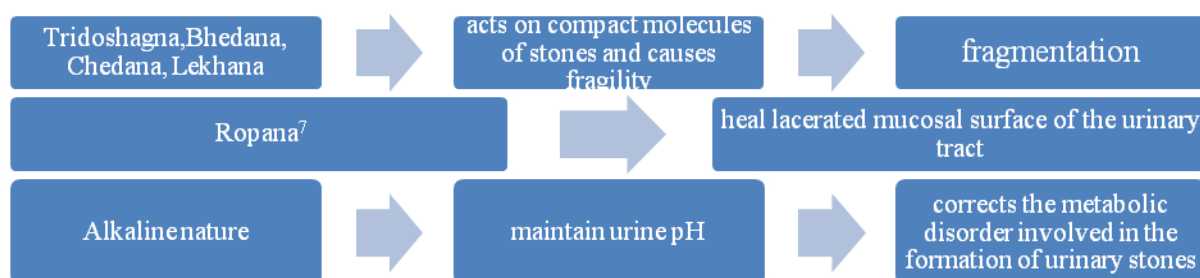 Tridoshagna,Bhedana,
Chedana, Lekhana
acts on compact molecules
of stones and causes
fragility
fragmentation
Ropana⁷
heal lacerated mucosal surface of the urinary
tract
Alkaline nature
maintain urine pH
corrects the metabolic
disorder involved in the
formation of urinary stones